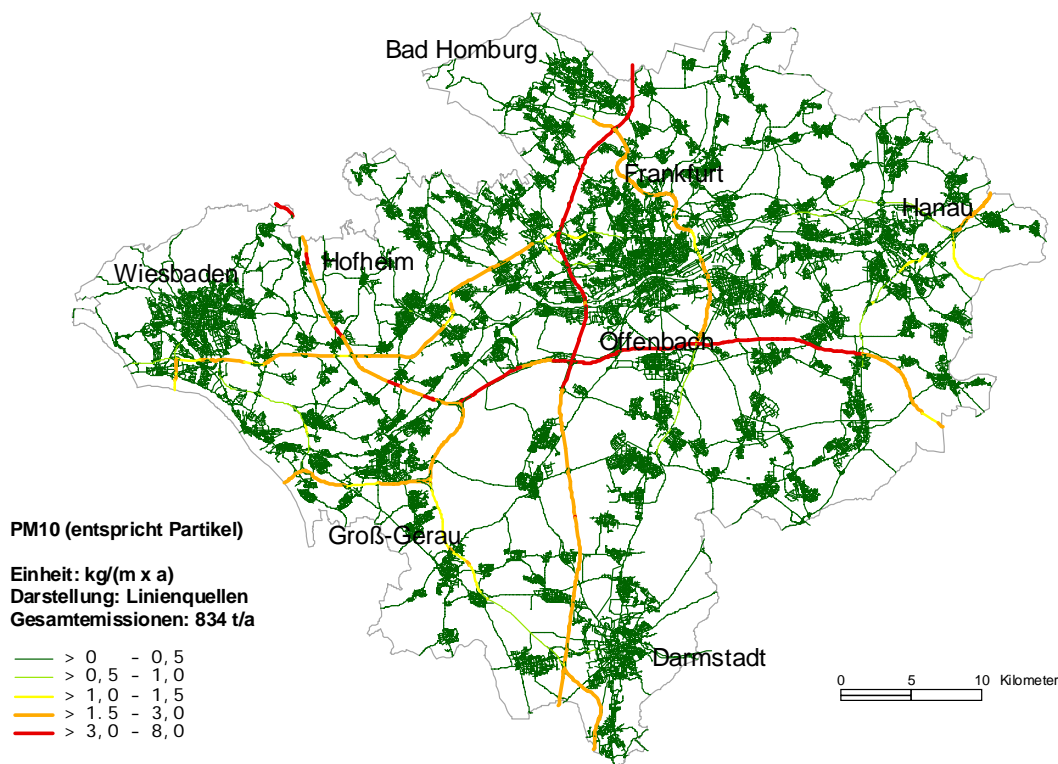 Bad Homburg
Frankfurt
Hanau
Hofheim
Wiesbaden
Offenbach
PM10 (entspricht Partikel)
Groß-Gerau
Einheit: kg/(m x a)
Darstellung: Linienquellen
Gesamtemissionen: 834 t/a
> 0 - 0,5
> 0,5 - 1,0
> 1,0 - 1,5
> 1.5 - 3,0
> 3,0 - 8,0
Darmstadt
0 5 10 Kilometer